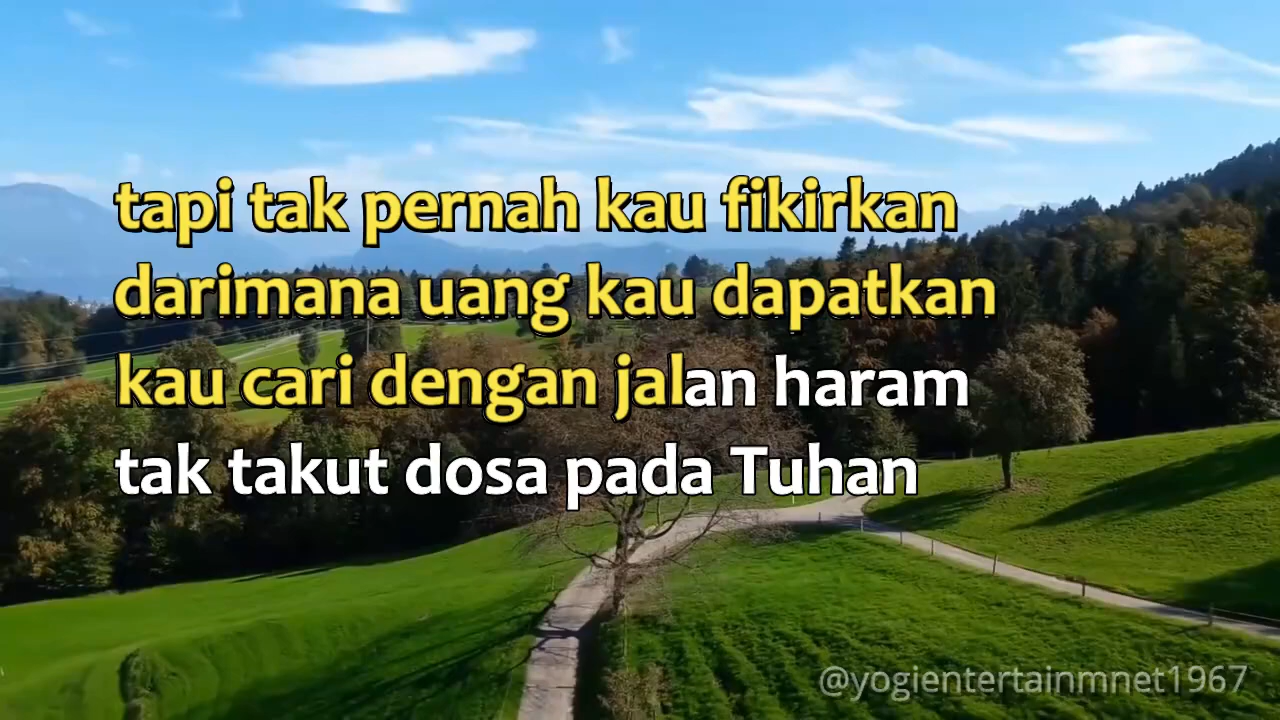 tapi tak pernah kau fikirkan
darimana uang kau dapatkan
kau cari dengan jalan haram
tak takut dosa pada Tuhan
@yogientertainmnet1967